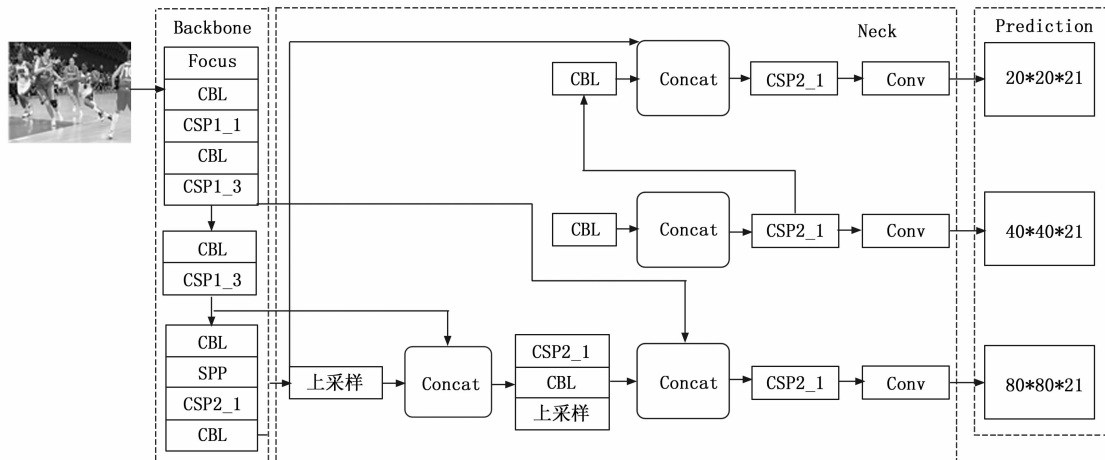 Backbone
Focus
CBL
CSP1_1
CBL
CSP1_3
CBL
CSP1_3
CBL
SPP
CSP2_1
CBL
Neck
CBL
Concat
CSP2_1
Conv
CBL
Concat
CSP2_1
Conv
上采样
Concat
CSP2_1
CBL
上采样
Concat
CSP2_1
Conv
Prediction
20*20*21
40*40*21
80*80*21